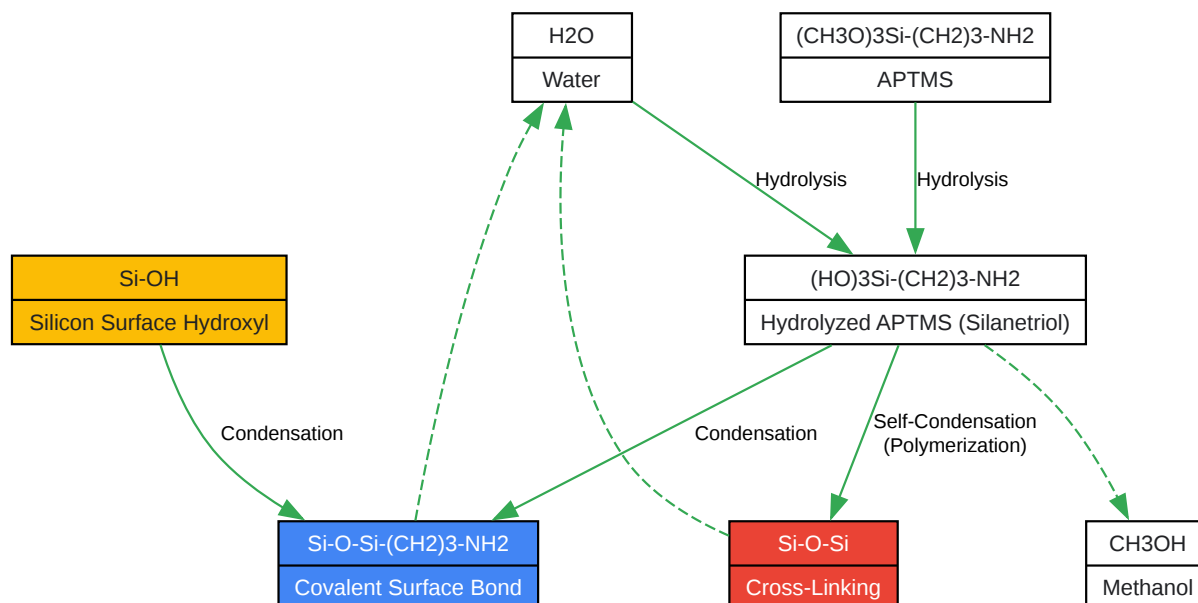 H2O
Water
(CH3O)3Si-(CH2)3-NH2
APTMS
Hydrolysis
Hydrolysis
Si-OH
Silicon Surface Hydroxyl
(HO)3Si-(CH2)3-NH2
Hydrolyzed APTMS (Silanetriol)
Condensation
Condensation
Self-Condensation
(Polymerization)
Si-O-Si-(CH2)3-NH2
Covalent Surface Bond
Si-O-Si
Cross-Linking
CH3OH
Methanol